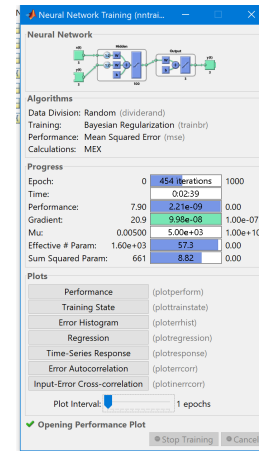 Neural Network Training (nntrai...
Neural Network
Hidden
Output
x(t)
y(t)
y(t)
W
W
b
W
b
100
Algorithms
Data Division: Random (dividerand)
Training: Bayesian Regularization (trainbr)
Performance: Mean Squared Error (mse)
Calculations: MEX
Progress
Epoch: 0 454 iterations 1000
Time: 0:02:39
Performance: 7.90 2.21e-09 0.00
Gradient: 20.9 9.98e-08 1.00e-07
Mu: 0.00500 5.00e+03 1.00e+10
Effective # Param: 1.60e+03 57.3 0.00
Sum Squared Param: 661 8.82 0.00
Plots
Performance (plotperform)
Training State (plottrainstate)
Error Histogram (ploterrhist)
Regression (plotregression)
Time-Series Response (plotresponse)
Error Autocorrelation (ploterrcorr)
Input-Error Cross-correlation (plotinerrcorr)
Plot Interval: 1 epochs
Opening Performance Plot
Stop Training Cancel